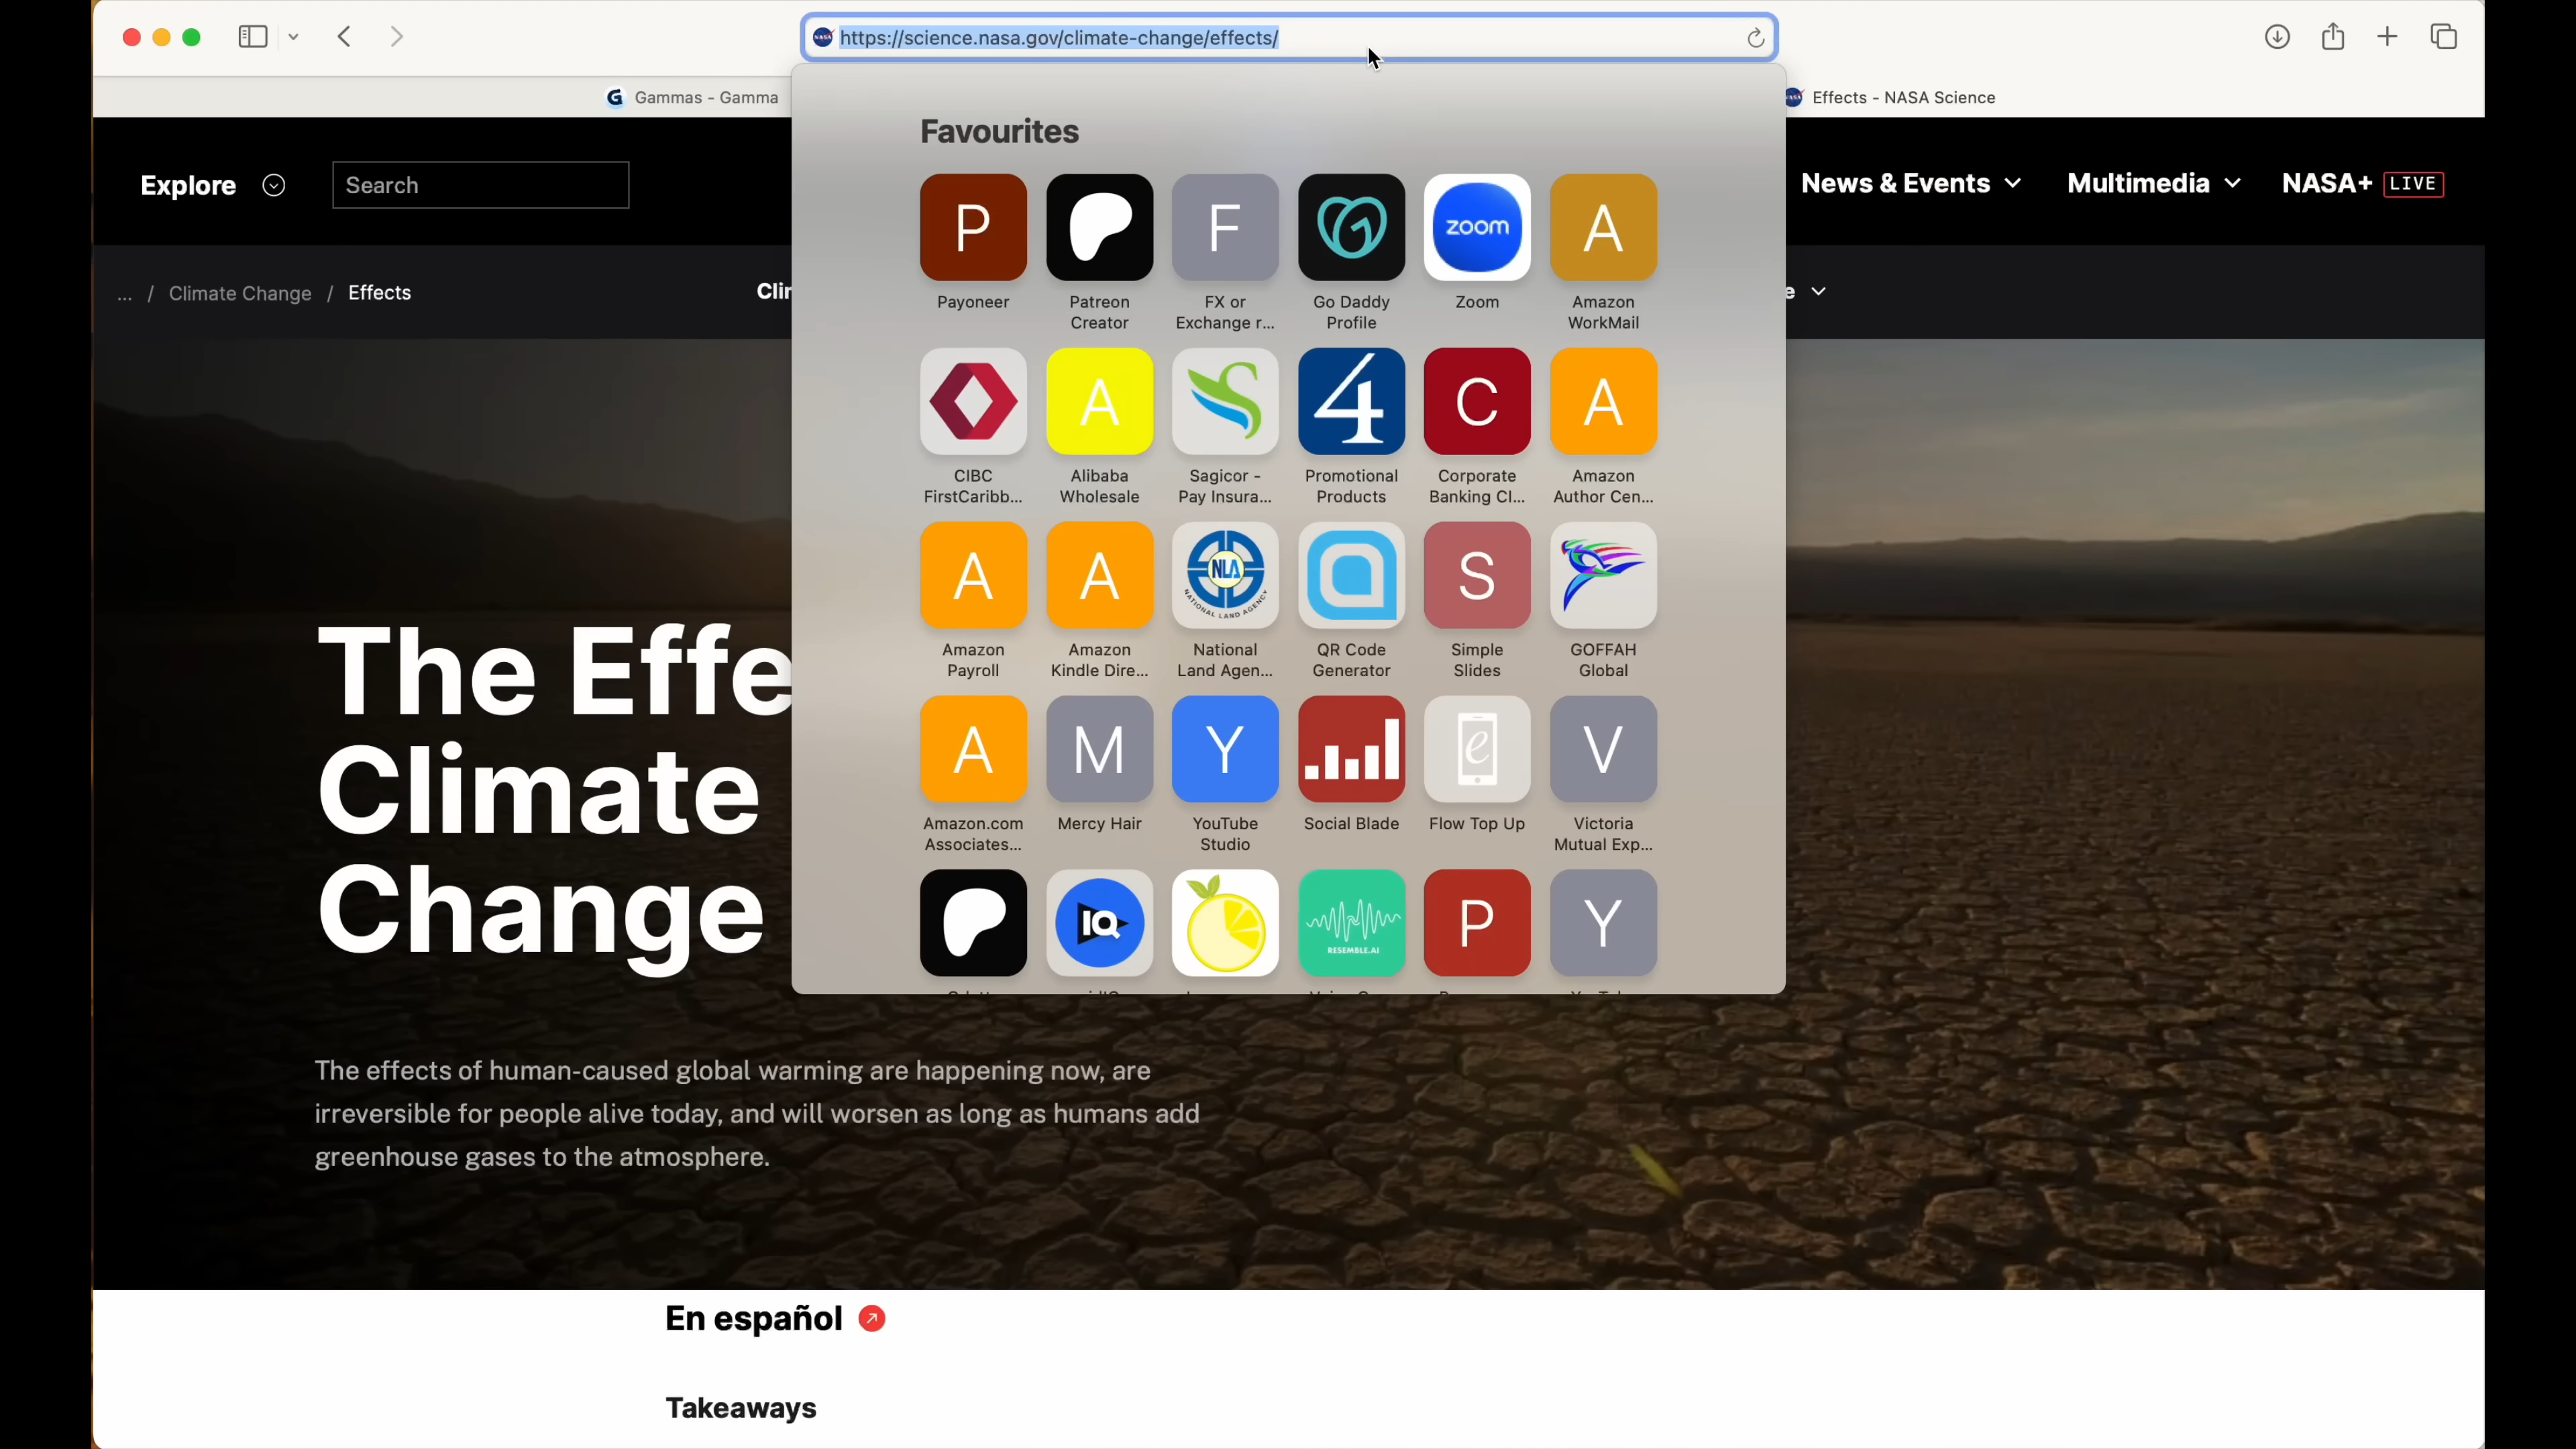 https://science.nasa.gov/climate-change/effects/
Gammas - Gamma
Effects - NASA Science
Explore
Search
News & Events
Multimedia
NASA+ LIVE
... / Climate Change / Effects
Favourites
P
F
zoom
A
Payoneer
Patreon
Creator
FX or
Exchange r...
Go Daddy
Profile
Zoom
Amazon
WorkMail
A
4
C
A
CIBC
FirstCaribb...
Alibaba
Wholesale
Sagicor -
Pay Insura...
Promotional
Products
Corporate
Banking Cl...
Amazon
Author Cen...
A
A
NLA
NATIONAL LAND AGENCY
S
Amazon
Payroll
Amazon
Kindle Dire...
National
Land Agen...
QR Code
Generator
Simple
Slides
GOFFAH
Global
A
M
Y
e
V
Amazon.com
Associates...
Mercy Hair
YouTube
Studio
Social Blade
Flow Top Up
Victoria
Mutual Exp...
IQ
RESEMBLE.AI
P
Y
The Effe
Climate
Change
The effects of human-caused global warming are happening now, are
irreversible for people alive today, and will worsen as long as humans add
greenhouse gases to the atmosphere.
En español
Takeaways